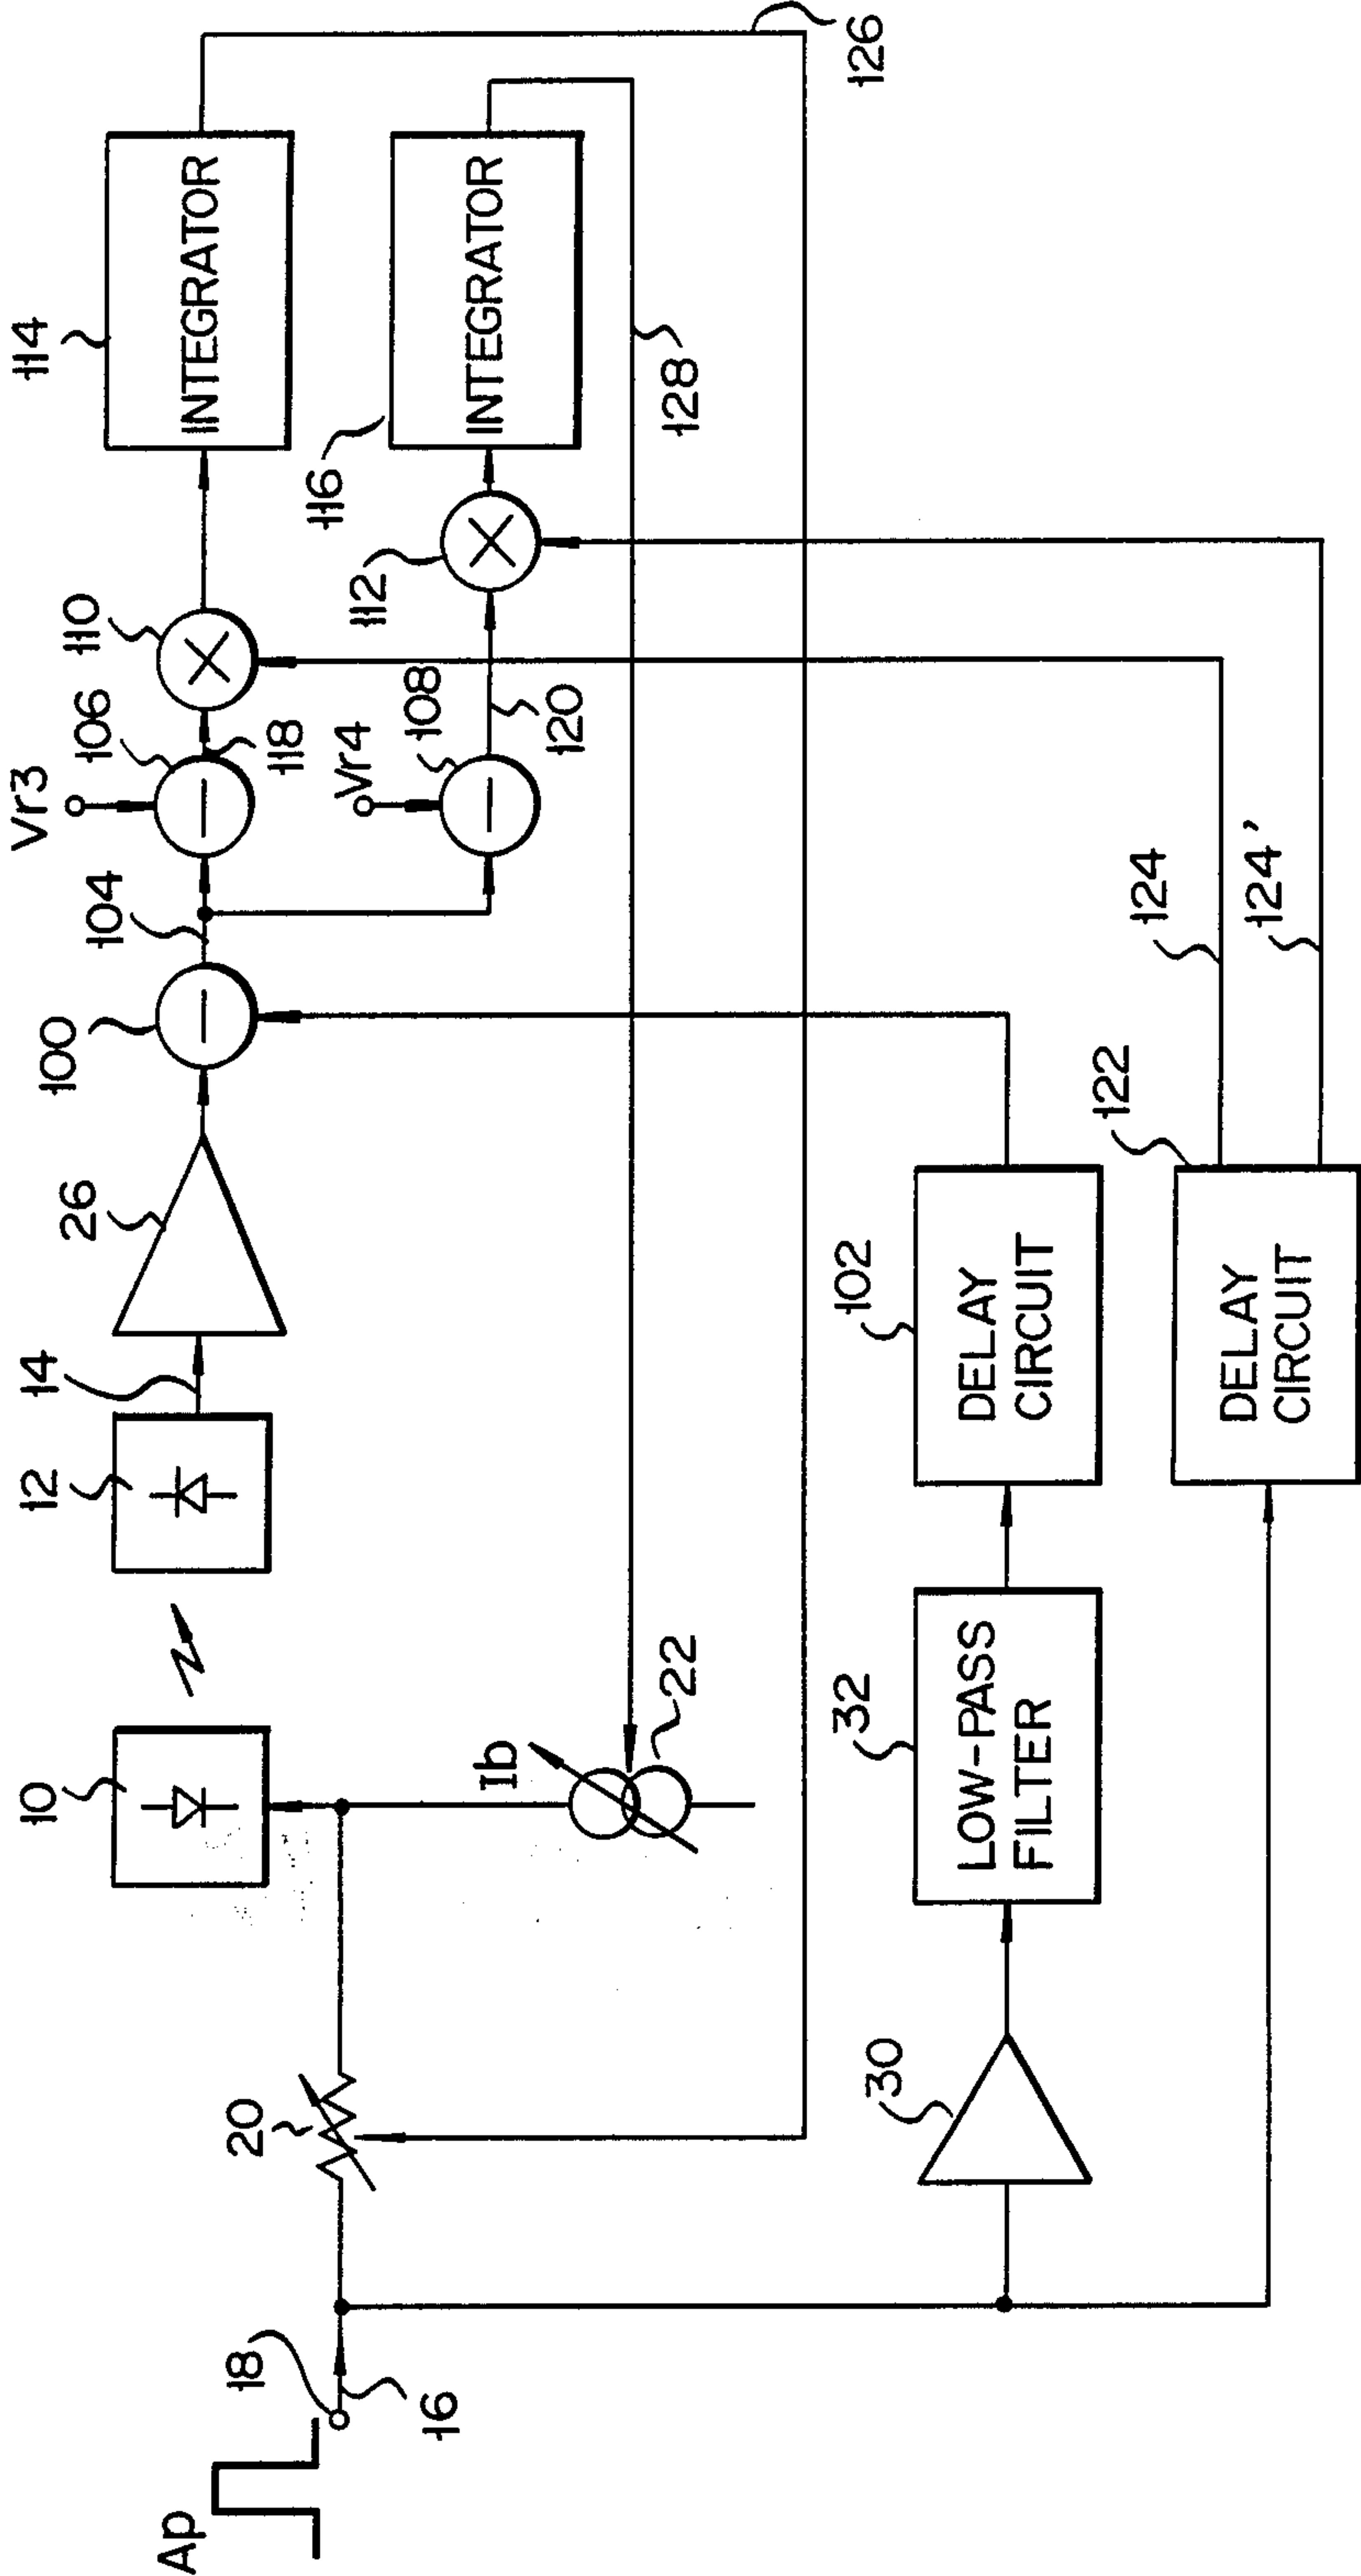 Ap
18
16
20
10
Ib
22
12
14
26
100
104
Vr3
106
118
110
114
INTEGRATOR
Vr4
108
120
112
116
INTEGRATOR
128
126
30
32
LOW-PASS
FILTER
102
DELAY
CIRCUIT
122
DELAY
CIRCUIT
124
124'